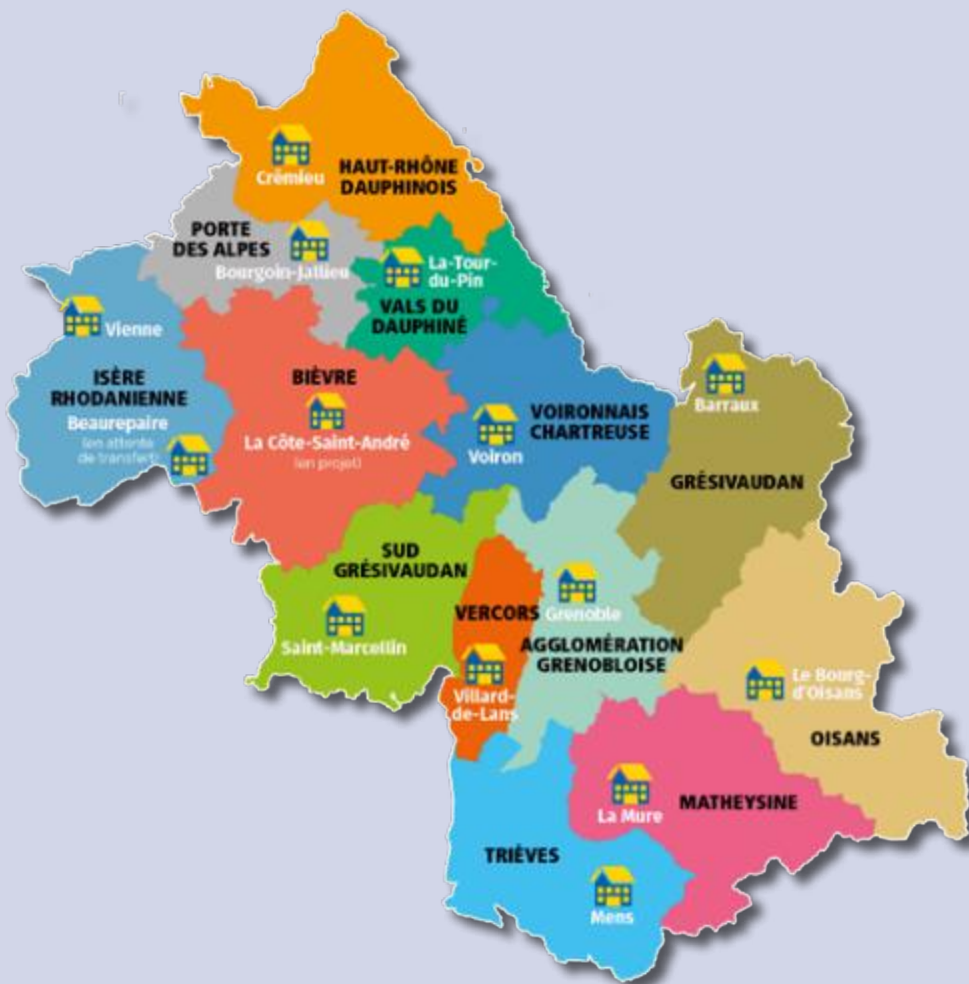 Crémieu
HAUT-RHÔNE
DAUPHINOIS
PORTE
DES ALPES
Bourgoin-Jallieu
La-Tour-
du-Pin
VALS DU
DAUPHINÉ
Vienne
ISÈRE
RHODANIENNE
Beaurepaire
(en attente
de transfert)
BIÈVRE
La Côte-Saint-André
(en projet)
VOIRONNAIS
CHARTREUSE
Voiron
Barraux
GRÉSIVAUDAN
SUD
GRÉSIVAUDAN
Saint-Marcellin
VERCORS
Villard-
de-Lans
Grenoble
AGGLOMÉRATION
GRENOBLOISE
Le Bourg-
d'Oisans
OISANS
La Mure
MATHEYSINE
TRIÈVES
Mens